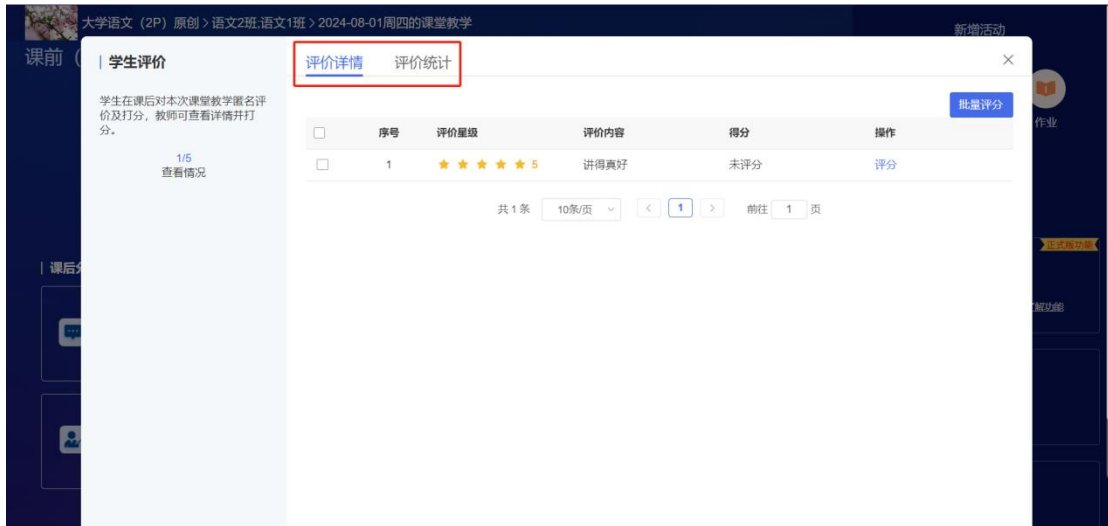 大学语文（2P）原创 > 语文2班;语文1班 > 2024-08-01周四的课堂教学
新增活动
课前（
学生评价
评价详情 评价统计
学生在课后对本次课堂教学匿名评
价及打分，教师可查看详情并打
分。
1/5
查看情况
批量评分
作业
序号 评价星级 评价内容 得分 操作
1 5 讲得真好 未评分 评分
共 1 条 10条/页 1 前往 1 页
正式版功能
课后
了解功能